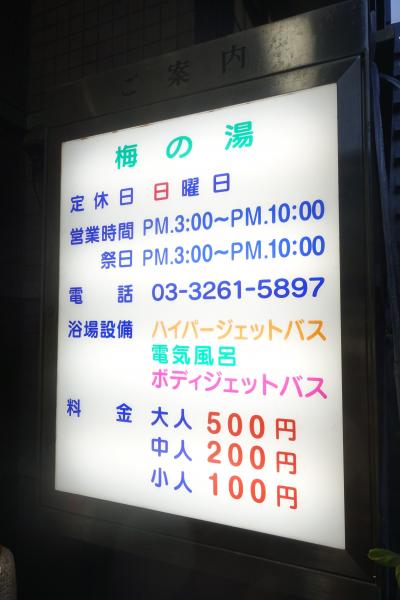 ご案内
梅の湯
定休日 日曜日
営業時間 PM.3:00〜PM.10:00
祭日 PM.3:00〜PM.10:00
電話 03-3261-5897
浴場設備 ハイパージェットバス
電気風呂
ボディジェットバス
料金 大人 500円
中人 200円
小人 100円